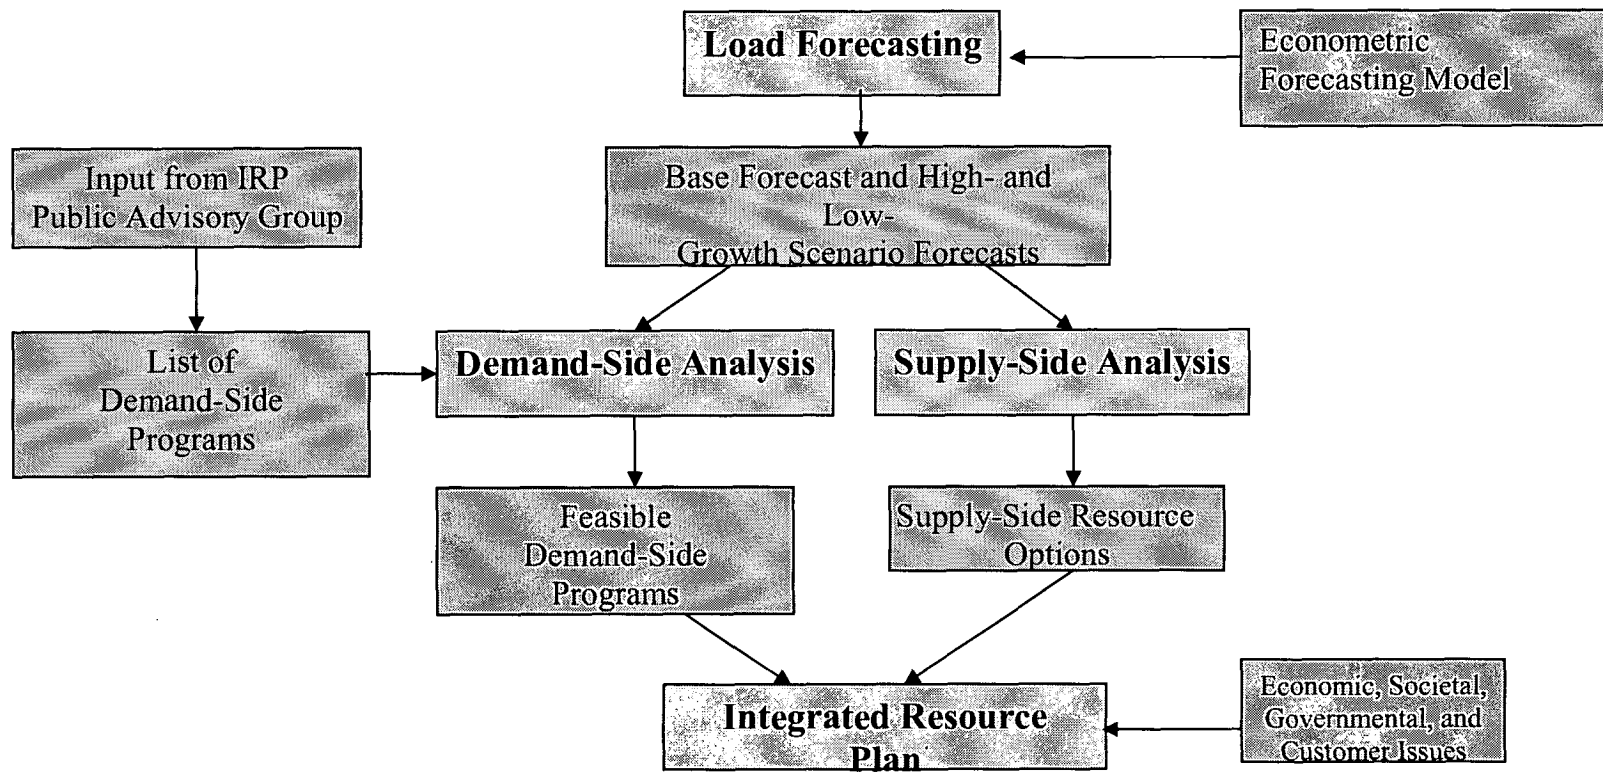 Load Forecasting
Econometric
Forecasting Model
Input from IRP
Public Advisory Group
Base Forecast and High- and
Low-
Growth Scenario Forecasts
List of
Demand-Side
Programs
Demand-Side Analysis
Supply-Side Analysis
Feasible
Demand-Side
Programs
Supply-Side Resource
Options
Integrated Resource
Plan
Economic, Societal,
Governmental, and
Customer Issues